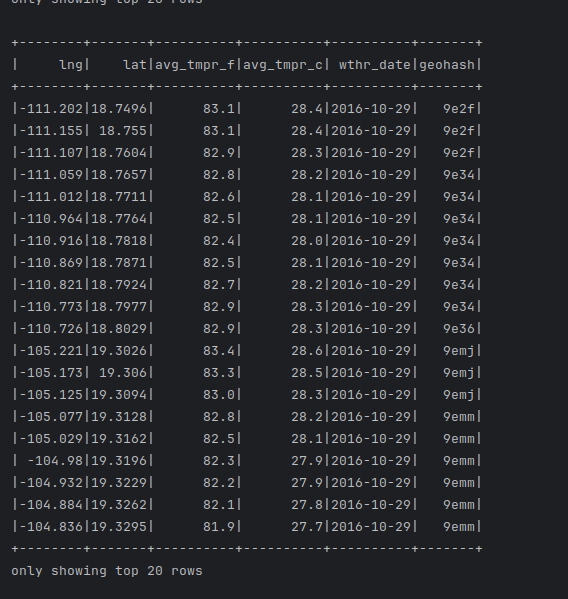 only showing top 20 rows
+--------+-------+----------+----------+----------+-------+
|     lng|    lat|avg_tmpr_f|avg_tmpr_c| wthr_date|geohash|
+--------+-------+----------+----------+----------+-------+
|-111.202|18.7496|      83.1|      28.4|2016-10-29|   9e2f|
|-111.155| 18.755|      83.1|      28.4|2016-10-29|   9e2f|
|-111.107|18.7604|      82.9|      28.3|2016-10-29|   9e2f|
|-111.059|18.7657|      82.8|      28.2|2016-10-29|   9e34|
|-111.012|18.7711|      82.6|      28.1|2016-10-29|   9e34|
|-110.964|18.7764|      82.5|      28.1|2016-10-29|   9e34|
|-110.916|18.7818|      82.4|      28.0|2016-10-29|   9e34|
|-110.869|18.7871|      82.5|      28.1|2016-10-29|   9e34|
|-110.821|18.7924|      82.7|      28.2|2016-10-29|   9e34|
|-110.773|18.7977|      82.9|      28.3|2016-10-29|   9e34|
|-110.726|18.8029|      82.9|      28.3|2016-10-29|   9e36|
|-105.221|19.3026|      83.4|      28.6|2016-10-29|   9emj|
|-105.173| 19.306|      83.3|      28.5|2016-10-29|   9emj|
|-105.125|19.3094|      83.0|      28.3|2016-10-29|   9emj|
|-105.077|19.3128|      82.8|      28.2|2016-10-29|   9emm|
|-105.029|19.3162|      82.5|      28.1|2016-10-29|   9emm|
| -104.98|19.3196|      82.3|      27.9|2016-10-29|   9emm|
|-104.932|19.3229|      82.2|      27.9|2016-10-29|   9emm|
|-104.884|19.3262|      82.1|      27.8|2016-10-29|   9emm|
|-104.836|19.3295|      81.9|      27.7|2016-10-29|   9emm|
+--------+-------+----------+----------+----------+-------+
only showing top 20 rows